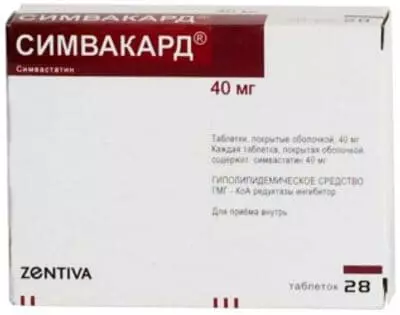 СИМВАКАРД®
Симвастатин
40 мг
Таблетки, покрытые оболочкой, 40 мг
Каждая таблетка, покрытая оболочкой,
содержит: симвастатин 40 мг
ГИПОЛИПИДЕМИЧЕСКОЕ СРЕДСТВО
ГМГ - КоА редуктазы ингибитор
Для приёма внутрь
ZENTIVA
таблеток 28